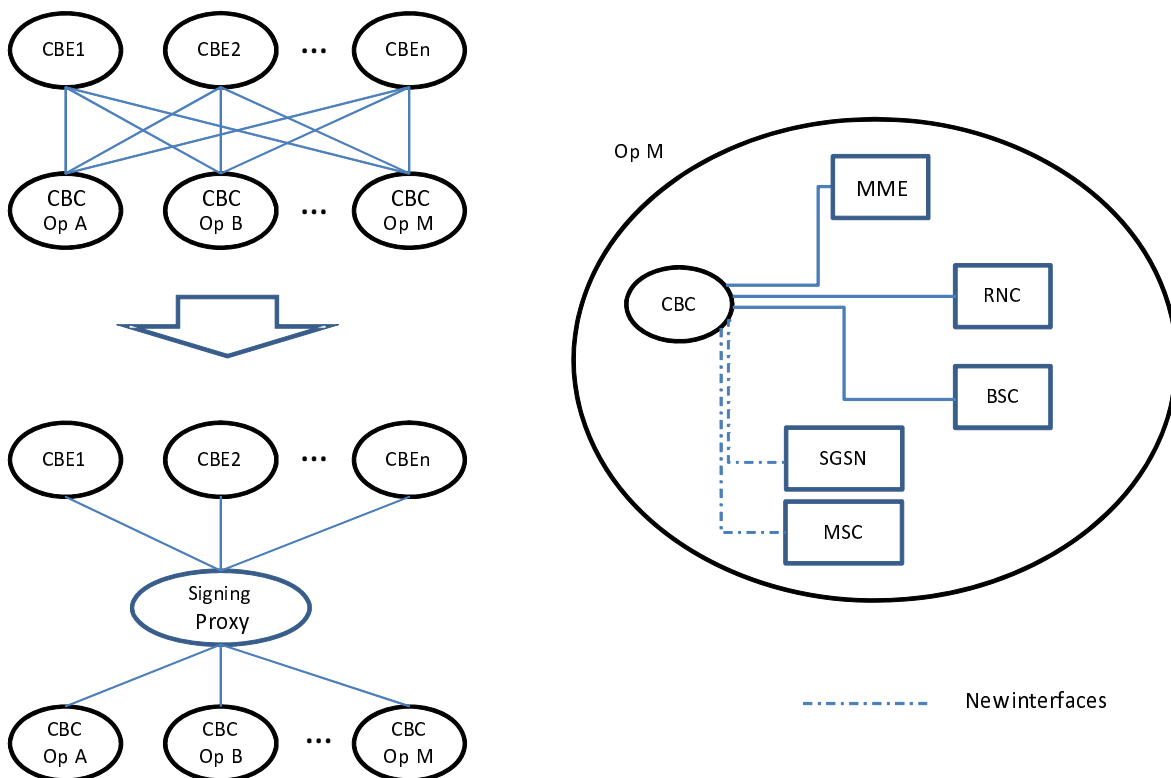 CBE1
CBE2
...
CBEn
CBC
Op A
CBC
Op B
...
CBC
Op M
CBE1
CBE2
...
CBEn
Signing
Proxy
CBC
Op A
CBC
Op B
...
CBC
Op M
Op M
MME
CBC
RNC
BSC
SGSN
MSC
Newinterfaces